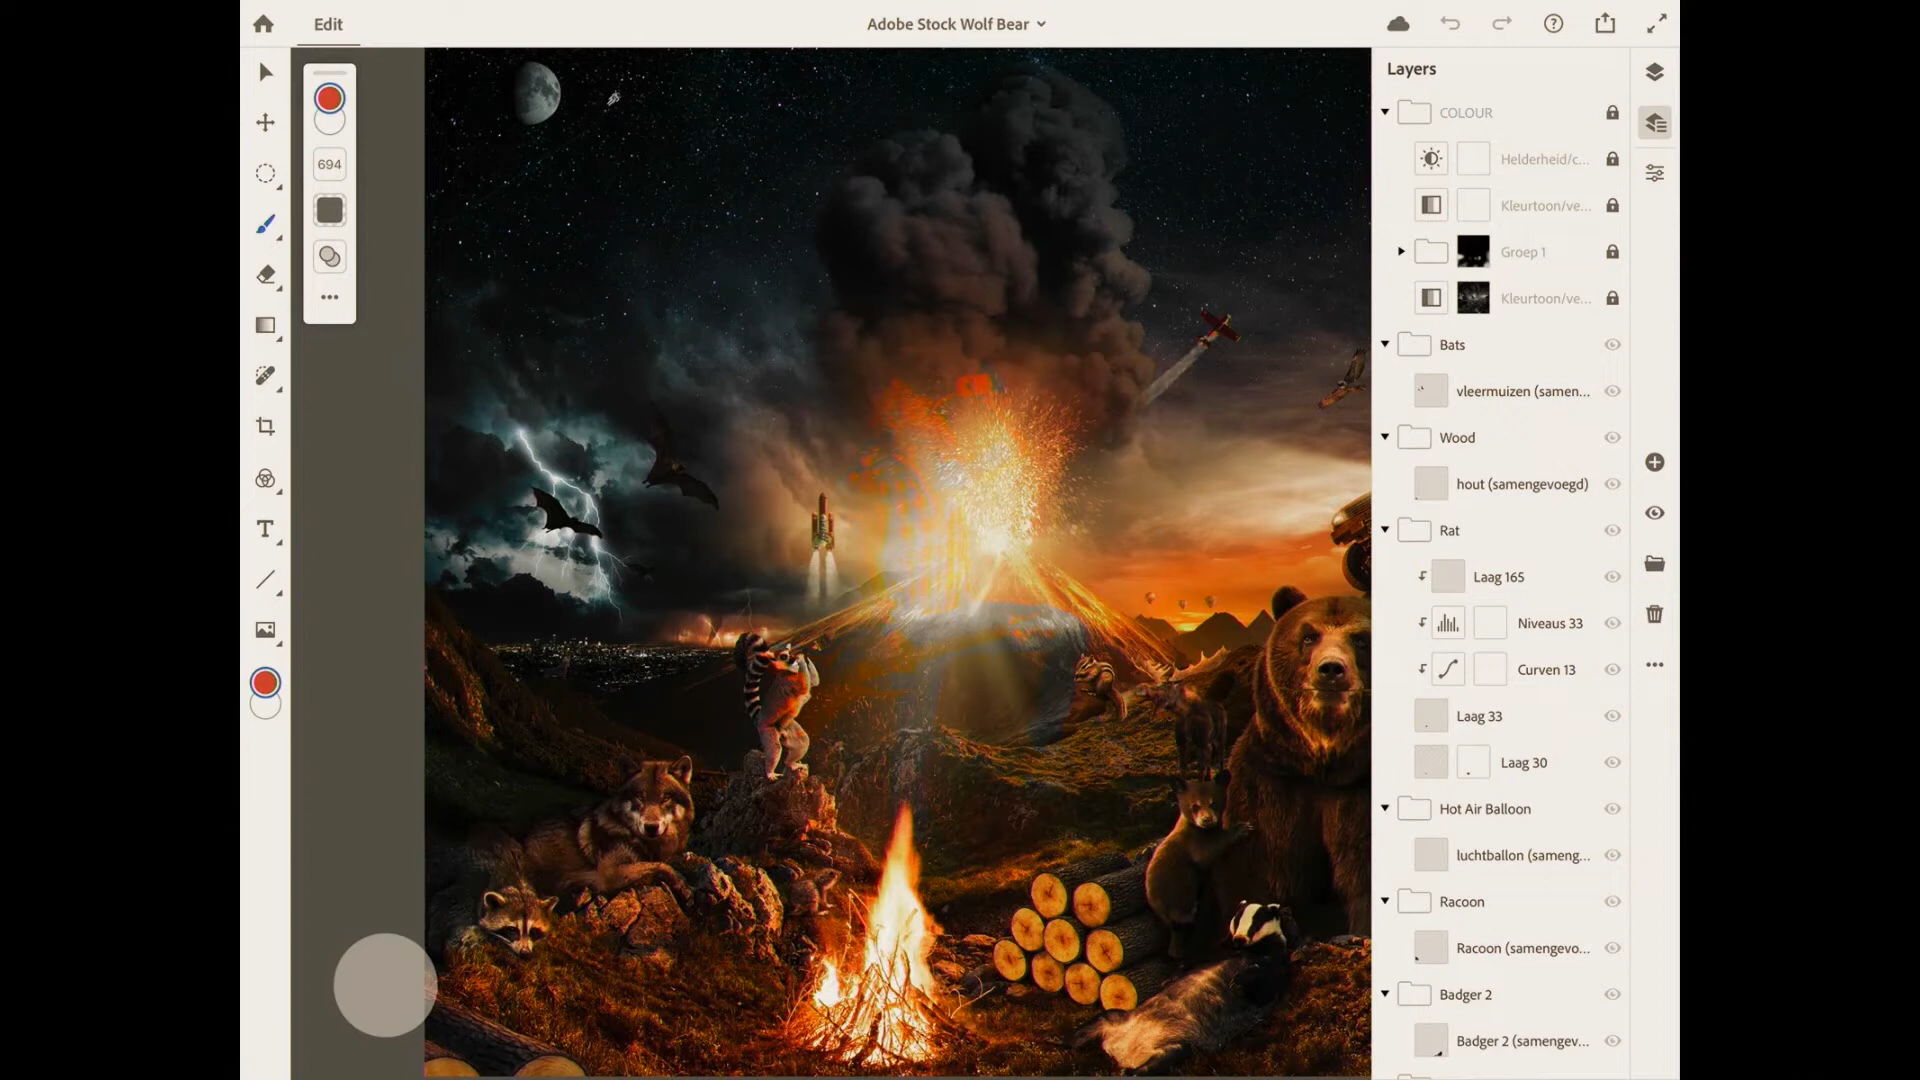 Edit
Adobe Stock Wolf Bear
694
Layers
COLOUR
Helderheid/c...
Kleurtoon/ve...
Groep 1
Kleurtoon/ve...
Bats
vleermuizen (samen...
Wood
hout (samengevoegd)
Rat
Laag 165
Niveaus 33
Curven 13
Laag 33
Laag 30
Hot Air Balloon
luchtballon (sameng...
Racoon
Racoon (samengevo...
Badger 2
Badger 2 (samengev...